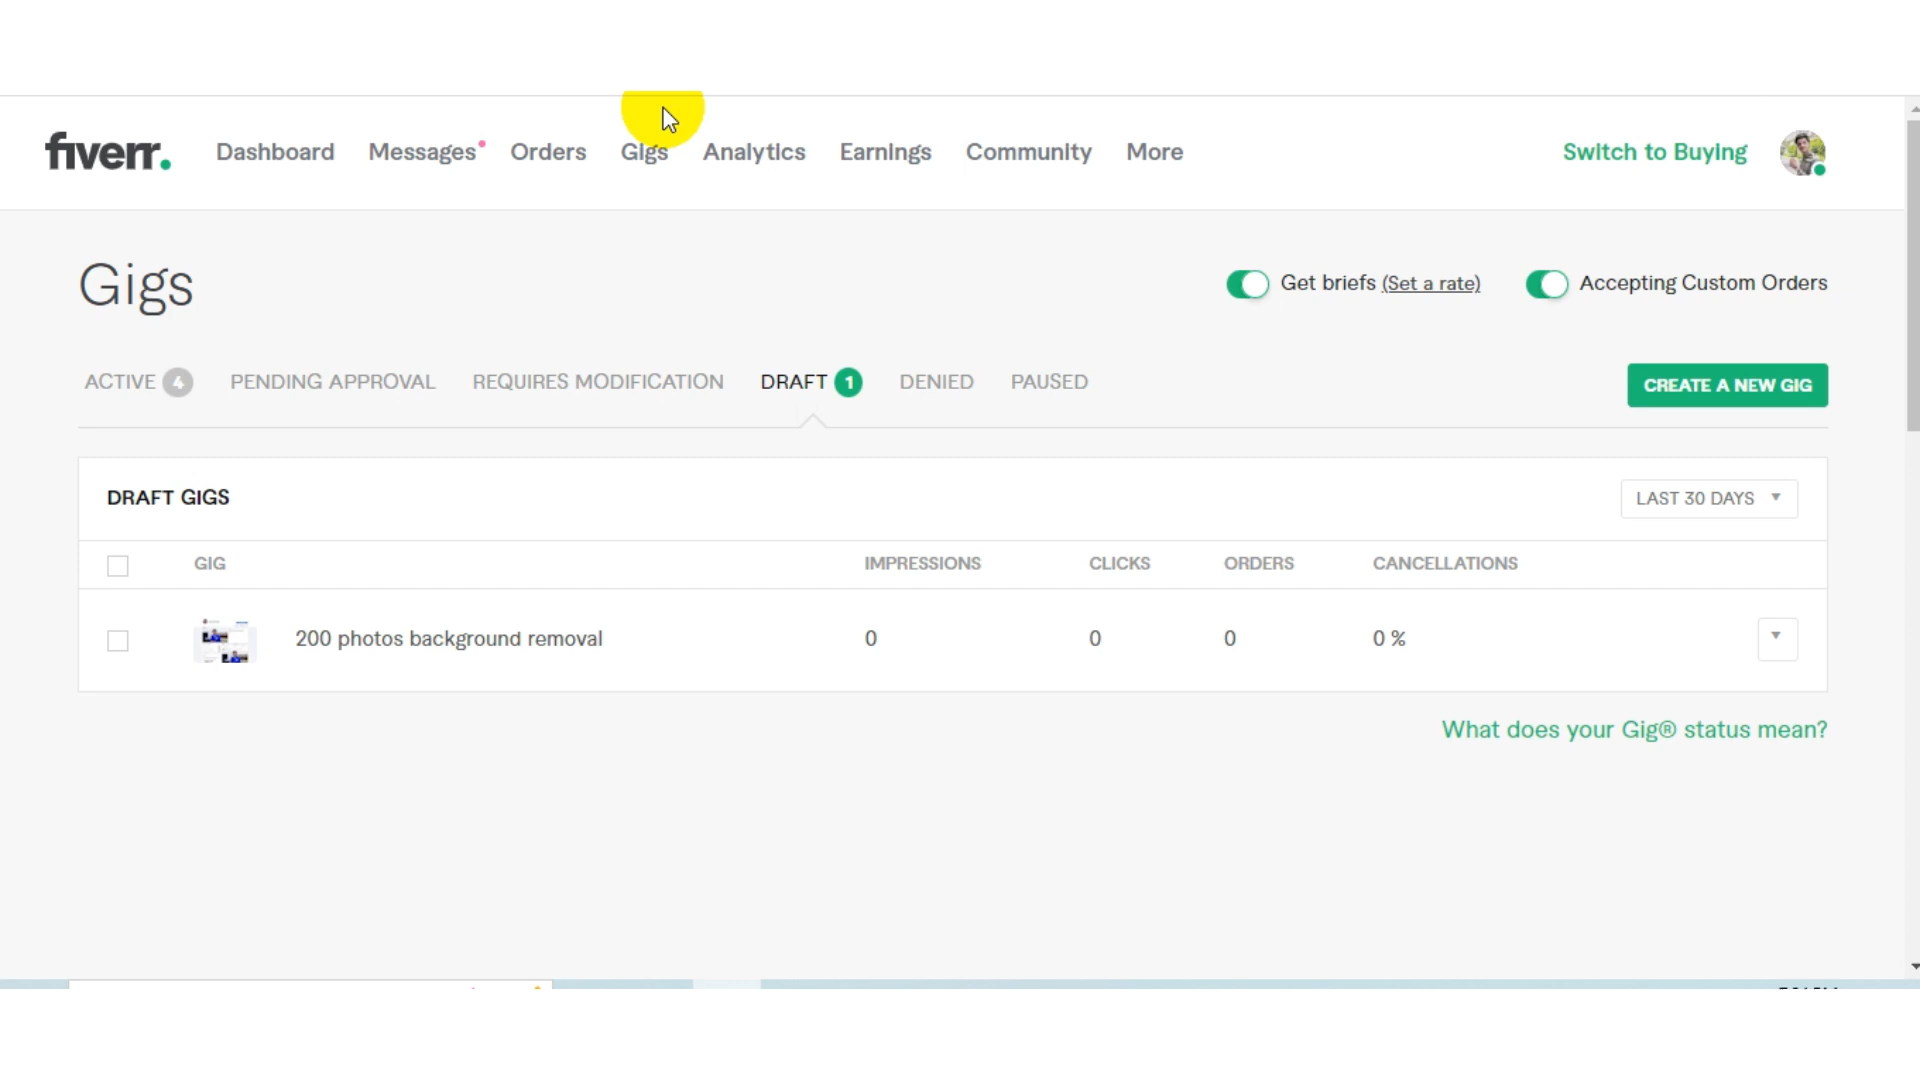 fiverr. Dashboard Messages Orders Gigs Analytics Earnings Community More Switch to Buying
Gigs
Get briefs (Set a rate) Accepting Custom Orders
ACTIVE 4 PENDING APPROVAL REQUIRES MODIFICATION DRAFT 1 DENIED PAUSED
CREATE A NEW GIG
DRAFT GIGS
LAST 30 DAYS
GIG IMPRESSIONS CLICKS ORDERS CANCELLATIONS
200 photos background removal 0 0 0 0 %
What does your Gig® status mean?